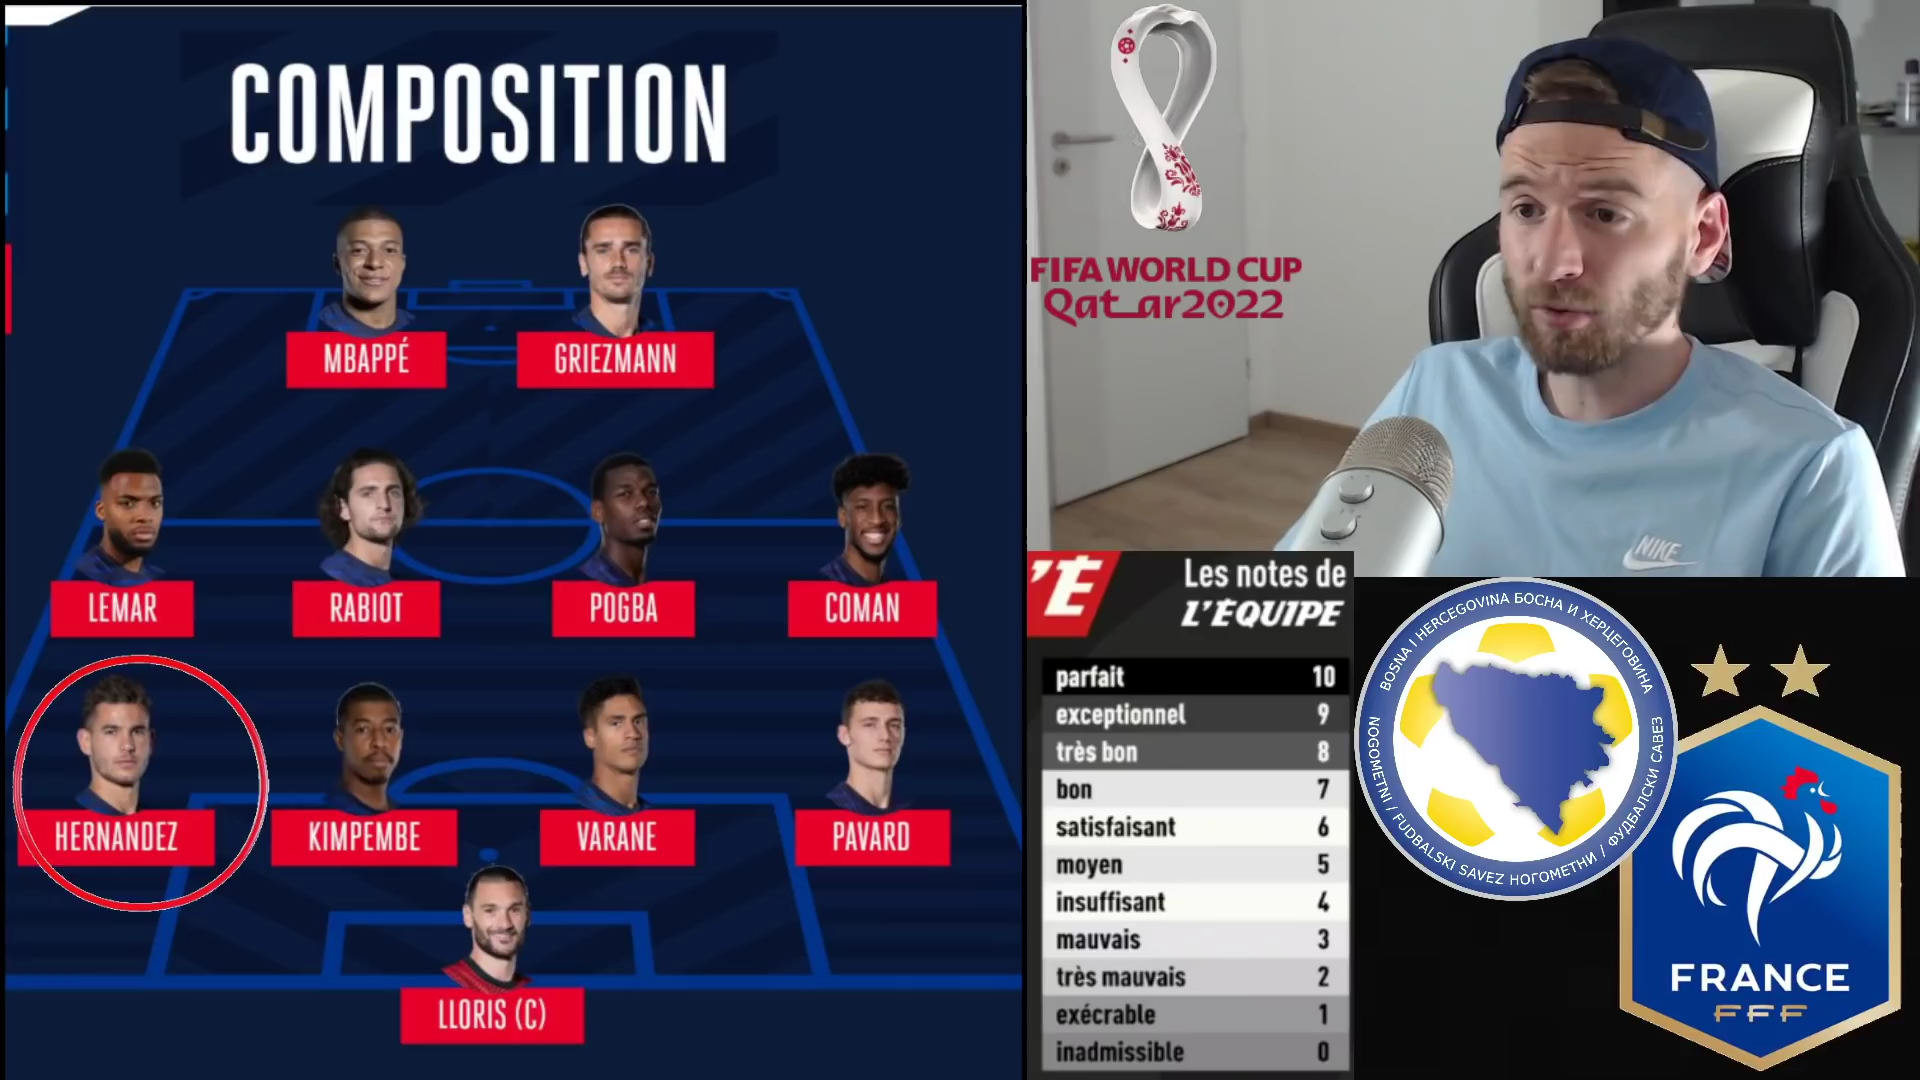 COMPOSITION
MBAPPÉ
GRIEZMANN
LEMAR
RABIOT
POGBA
COMAN
HERNANDEZ
KIMPEMBE
VARANE
PAVARD
LLORIS (C)
FIFA WORLD CUP
Qatar2022
NIKE
'É
Les notes de
L'ÉQUIPE
parfait 10
exceptionnel 9
très bon 8
bon 7
satisfaisant 6
moyen 5
insuffisant 4
mauvais 3
très mauvais 2
exécrable 1
inadmissible 0
BOSNA I HERCEGOVINA БОСНА И ХЕРЦЕГОВИНА
NOGOMETNI / FUDBALSKI SAVEZ НОГОМЕТНИ / ФУДБАЛСКИ САВЕЗ
FRANCE
FFF